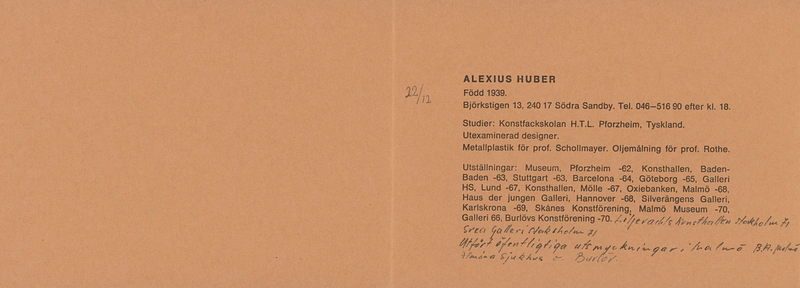 ALEXIUS HUBER
22/12
Född 1939.
Björkstigen 13, 240 17 Södra Sandby. Tel. 046–516 90 efter kl. 18.
Studier: Konstfackskolan H.T.L. Pforzheim, Tyskland.
Utexaminerad designer.
Metallplastik för prof. Schollmayer. Oljemålning för prof. Rothe.
Utställningar: Museum, Pforzheim -62, Konsthallen, Baden-
Baden -63, Stuttgart -63, Barcelona -64, Göteborg -65, Galleri
HS, Lund -67, Konsthallen, Mölle -67, Oxiebanken, Malmö -68,
Haus der jungen Galleri, Hannover -68, Silverängens Galleri,
Karlskrona -69, Skånes Konstförening, Malmö Museum -70,
Galleri 66, Burlövs Konstförening -70. Liljevachs Konsthallen Stockholm 71
Svea Galleri Stockholm 71
Utfört offentliga utsmyckningar i Malmö
Sjukhus o. Burlöv.